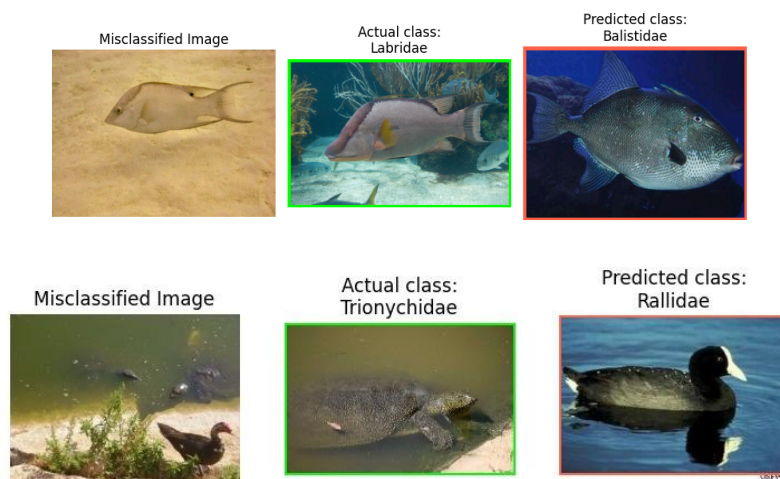 Misclassified Image
Actual class:
Labridae
Predicted class:
Balistidae
Misclassified Image
Actual class:
Trionychidae
Predicted class:
Rallidae